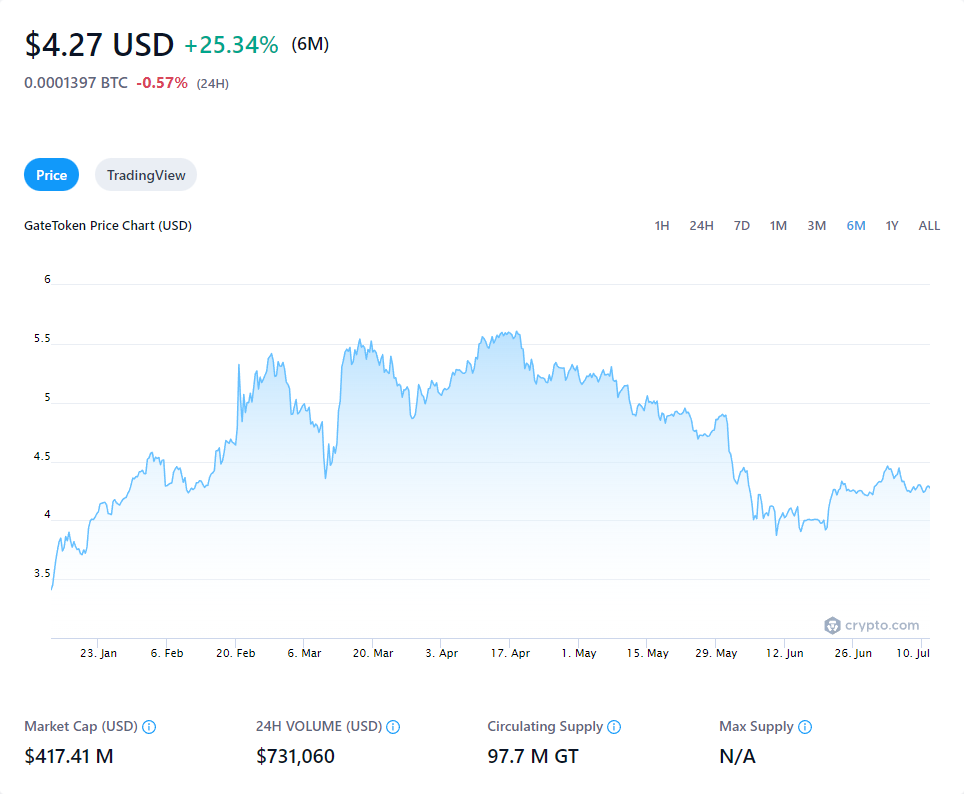 $4.27 USD +25.34% (6M)
0.0001397 BTC -0.57% (24H)
Price TradingView
GateToken Price Chart (USD) 1H 24H 7D 1M 3M 6M 1Y ALL
6
5.5
5
4.5
4
3.5
crypto.com
23. Jan 6. Feb 20. Feb 6. Mar 20. Mar 3. Apr 17. Apr 1. May 15. May 29. May 12. Jun 26. Jun 10. Jul
Market Cap (USD) 24H VOLUME (USD) Circulating Supply Max Supply
$417.41 M $731,060 97.7 M GT N/A